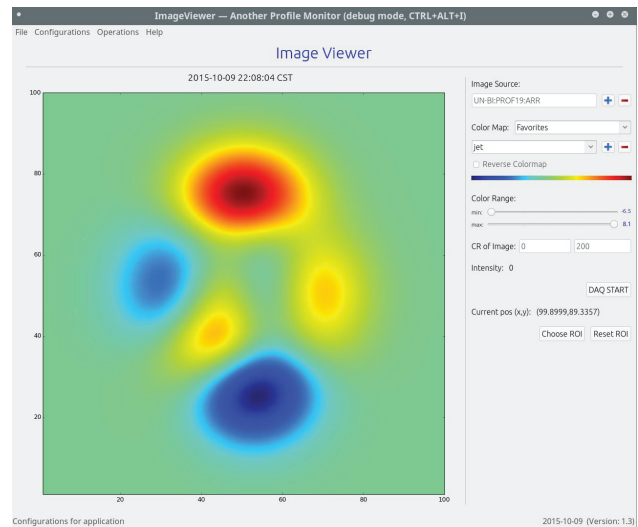 ImageViewer — Another Profile Monitor (debug mode, CTRL+ALT+I)
File Configurations Operations Help
Image Viewer
2015-10-09 22:08:04 CST
100
80
60
40
20
20 40 60 80 100
Image Source:
UN-BI:PROF19:ARR
Color Map: Favorites
jet
Reverse Colormap
Color Range:
min: -6.5
max: 8.1
CR of Image: 0 200
Intensity: 0
DAQ START
Current pos (x,y): (99.8999,89.3357)
Choose ROI Reset ROI
Configurations for application
2015-10-09 (Version: 1.3)